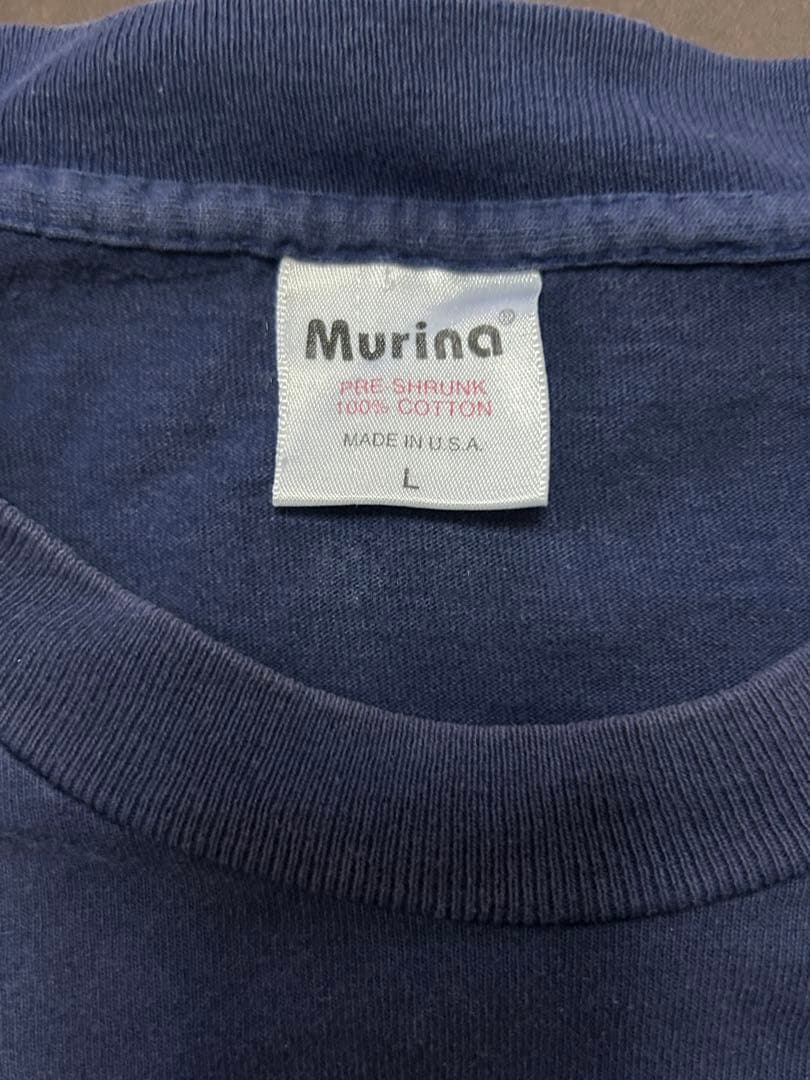 Murina®
PRE-SHRUNK
100% COTTON
MADE IN U.S.A.
L